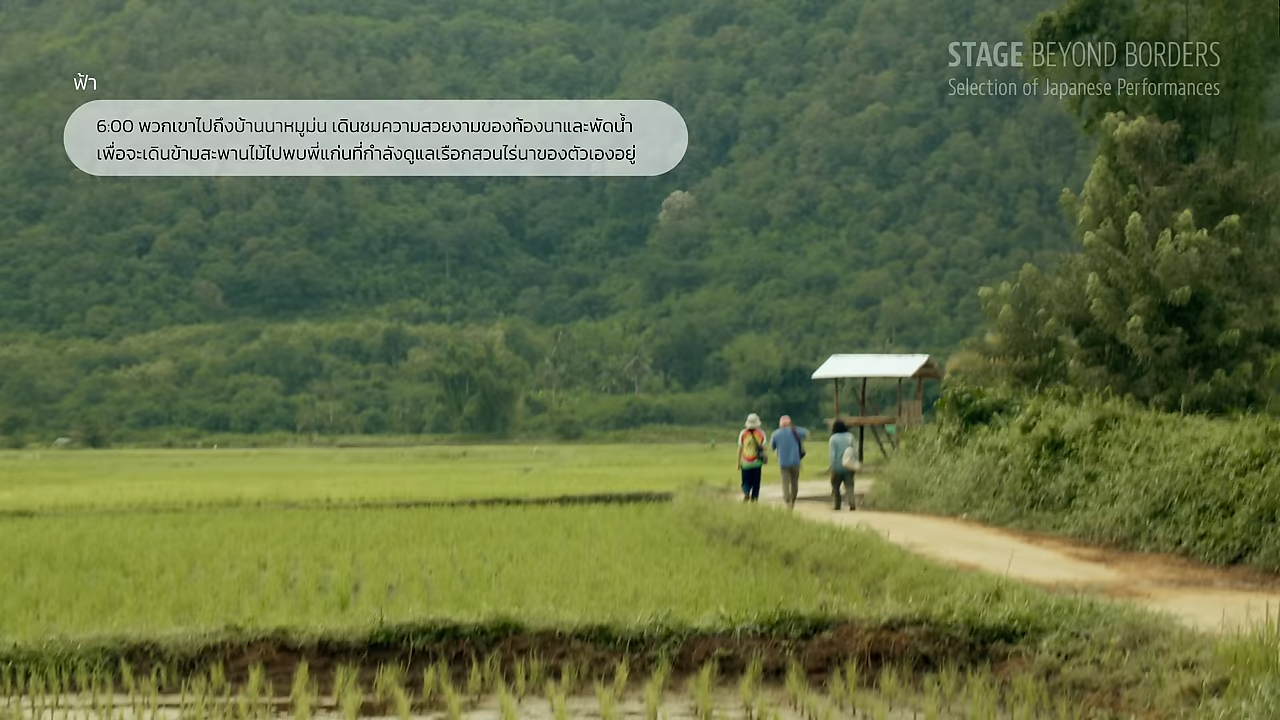 STAGE BEYOND BORDERS
Selection of Japanese Performances
ฟ้า
6:00 พวกเขาไปถึงบ้านนาหมูม่น เดินชมความสวยงามของท้องนาและพัดน้ำ
เพื่อจะเดินข้ามสะพานไม้ไปพบพี่แก่นที่กำลังดูแลเรือกสวนไร่นาของตัวเองอยู่